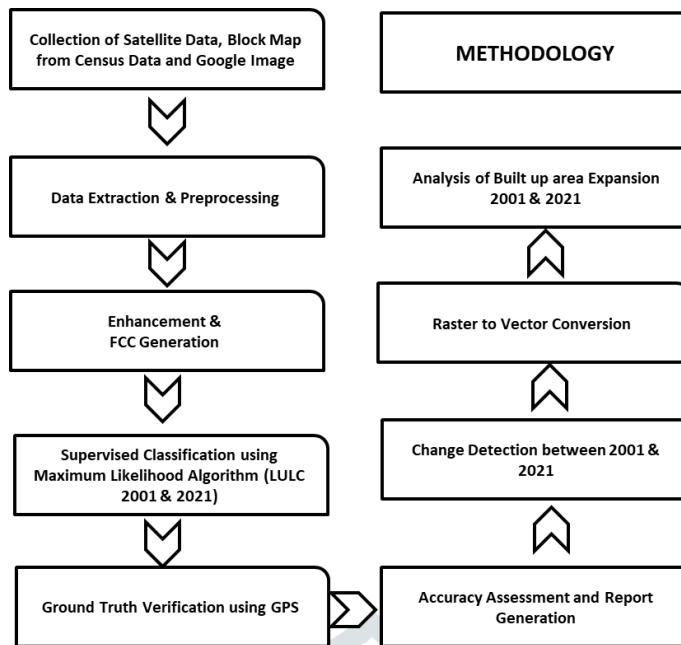 Collection of Satellite Data, Block Map
from Census Data and Google Image
METHODOLOGY
Data Extraction & Preprocessing
Analysis of Built up area Expansion
2001 & 2021
Enhancement &
FCC Generation
Raster to Vector Conversion
Supervised Classification using
Maximum Likelihood Algorithm (LULC
2001 & 2021)
Change Detection between 2001 &
2021
Ground Truth Verification using GPS
Accuracy Assessment and Report
Generation